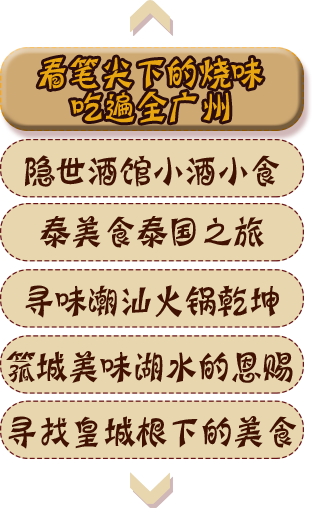 看笔尖下的烧味
吃遍全广州
隐世酒馆小酒小食
泰美食泰国之旅
寻味潮汕火锅乾坤
箛城美味湖水的恩赐
寻找皇城根下的美食